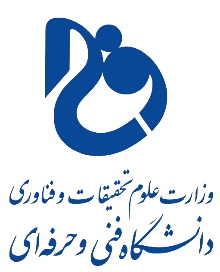 وزارت علوم تحقیقات و فناوری
دانشگاه فنی و حرفه‌ای